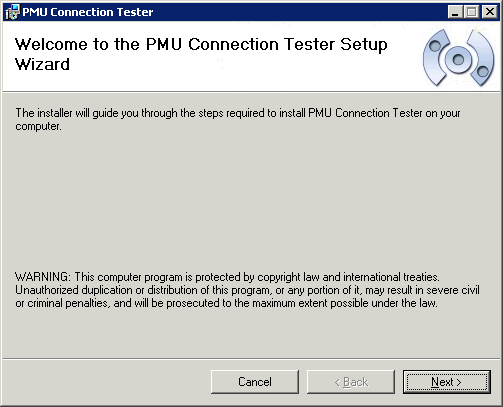 PMU Connection Tester
Welcome to the PMU Connection Tester Setup
Wizard
The installer will guide you through the steps required to install PMU Connection Tester on your
computer.
WARNING: This computer program is protected by copyright law and international treaties.
Unauthorized duplication or distribution of this program, or any portion of it, may result in severe civil
or criminal penalties, and will be prosecuted to the maximum extent possible under the law.
Cancel
< Back
Next >